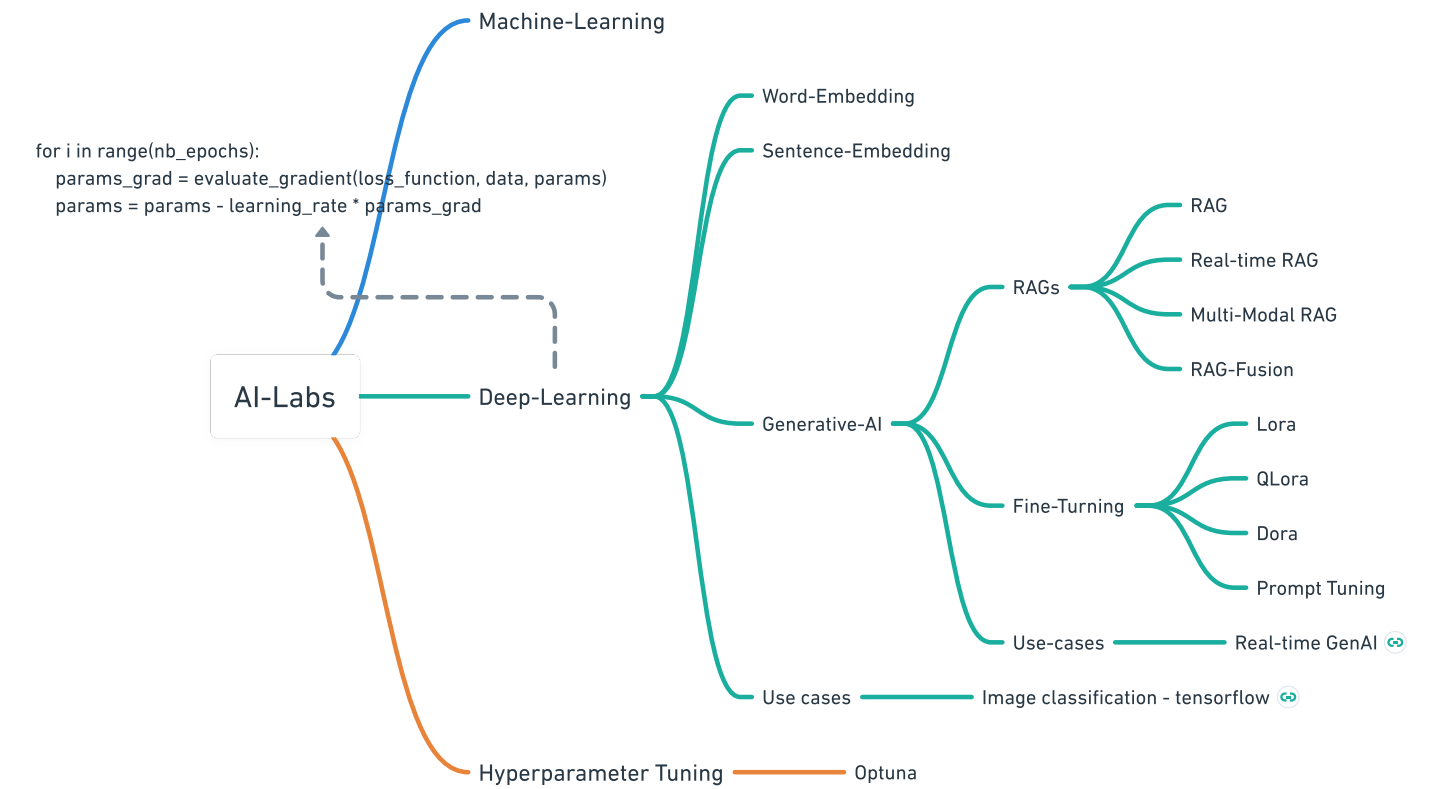 Machine-Learning
Word-Embedding
for i in range(nb_epochs):
Sentence-Embedding
params_grad = evaluate_gradient(loss_function, data, params)
params = params - learning_rate * params_grad
RAG
Real-time RAG
RAGs
Multi-Modal RAG
RAG-Fusion
AI-Labs
Deep-Learning
Generative-AI
Lora
QLora
Fine-Turning
Dora
Prompt Tuning
Use-cases
Real-time GenAI
Use cases
Image classification - tensorflow
Hyperparameter Tuning
Optuna